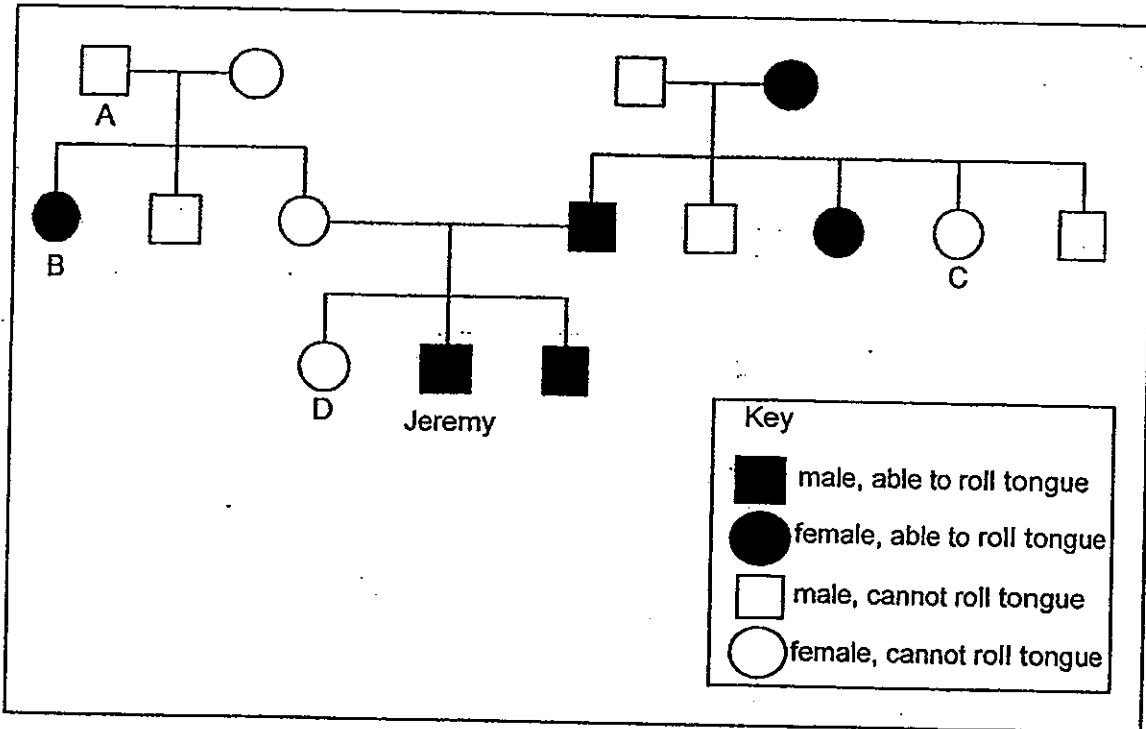 A
B
C
D
Jeremy
Key
male, able to roll tongue
female, able to roll tongue
male, cannot roll tongue
female, cannot roll tongue